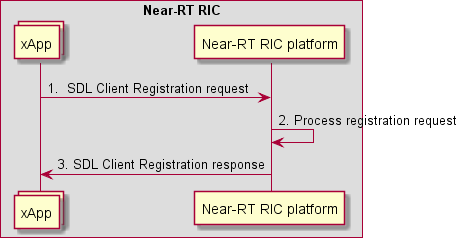 Near-RT RIC
xApp
Near-RT RIC platform
1. SDL Client Registration request
2. Process registration request
3. SDL Client Registration response
xApp
Near-RT RIC platform